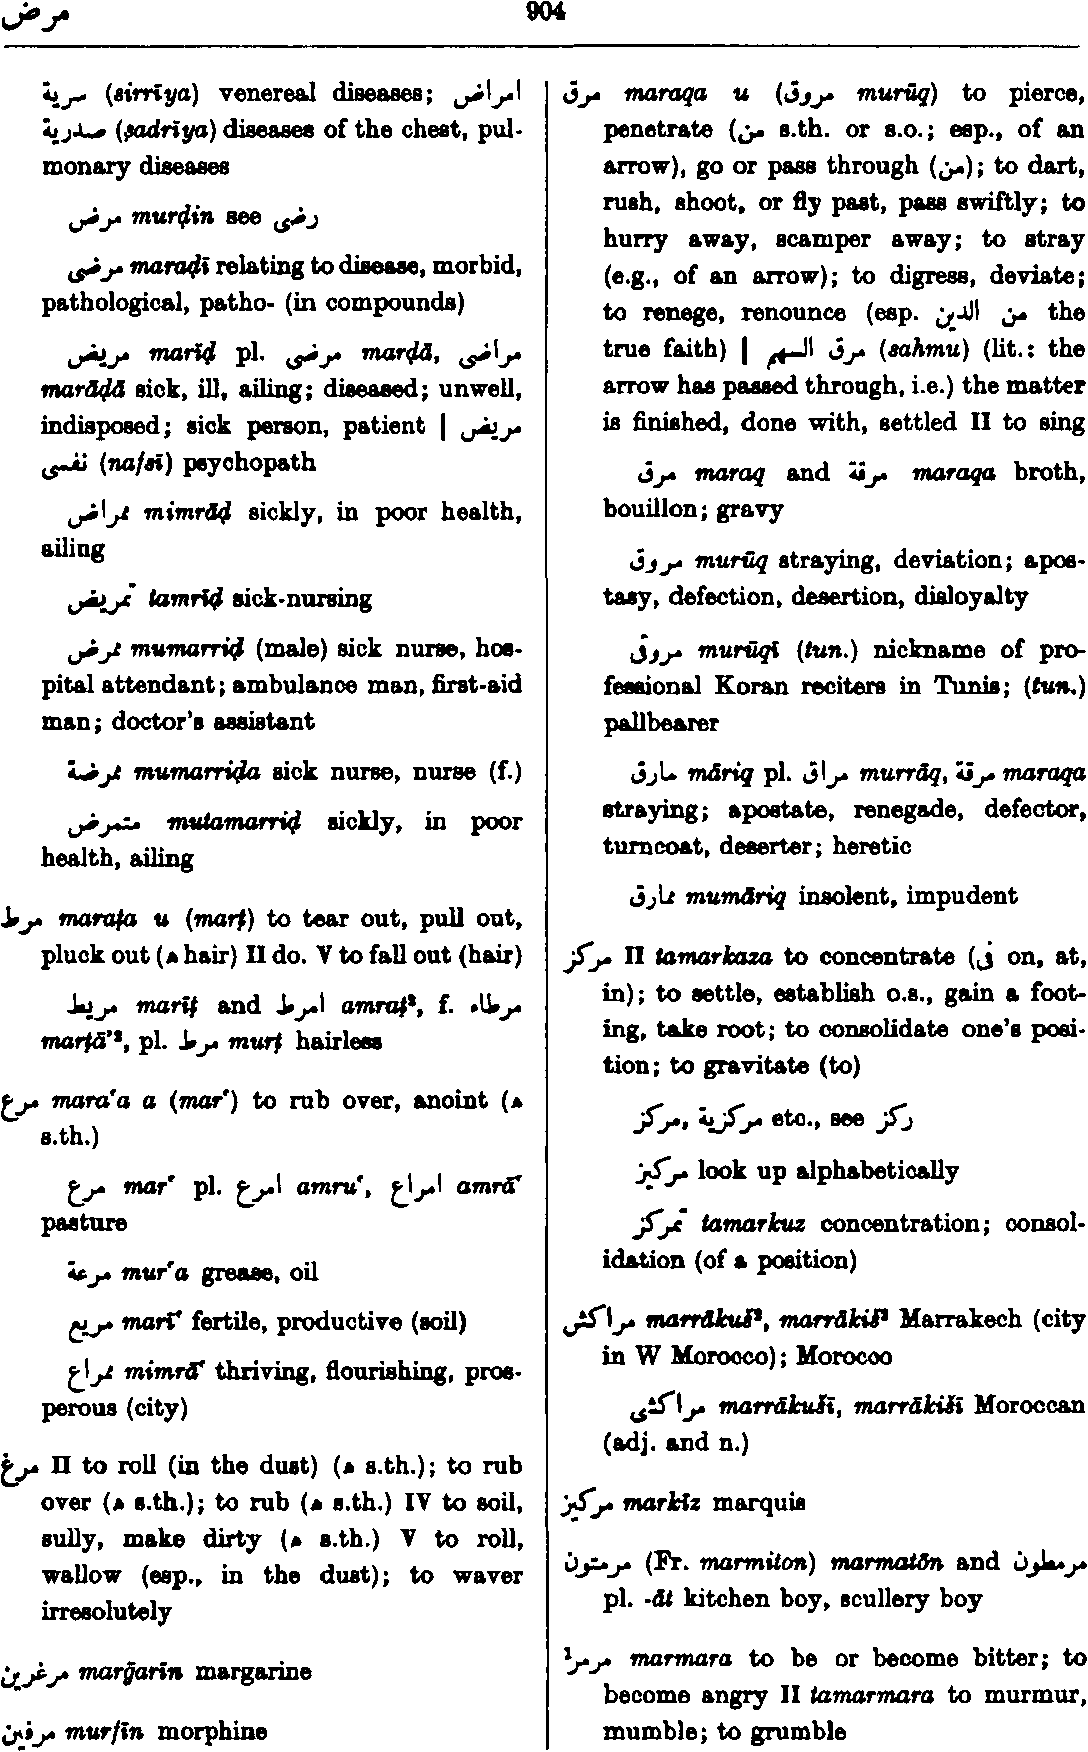 مرض
904
سرية (sirrīya) venereal diseases; امراض
صدرية (ṣadrīya) diseases of the chest, pul-
monary diseases
مرض murḍin see رضى
مرضى maraḍī relating to disease, morbid,
pathological, patho- (in compounds)
مريض marīḍ pl. مرضى marḍā, مراضى
marāḍā sick, ill, ailing; diseased; unwell,
indisposed; sick person, patient | مريض
نفسى (nafsī) psychopath
ممراض mimrāḍ sickly, in poor health,
ailing
تمريض tamrīḍ sick-nursing
ممرض mumarriḍ (male) sick nurse, hos-
pital attendant; ambulance man, first-aid
man; doctor's assistant
ممرضة mumarriḍa sick nurse, nurse (f.)
متمرض mutamarriḍ sickly, in poor
health, ailing
مرط maraṭa u (marṭ) to tear out, pull out,
pluck out (ه hair) II do. V to fall out (hair)
مريط marīṭ and امرط amraṭ², f. مرطاء
marṭā'², pl. مرط murṭ hairless
مرع mara‘a a (mar‘) to rub over, anoint (ه
s.th.)
مرع mar‘ pl. امرع amru‘, امراع amrā‘
pasture
مرعة mur‘a grease, oil
مريع marī‘ fertile, productive (soil)
ممراع mimrā‘ thriving, flourishing, pros-
perous (city)
مرغ II to roll (in the dust) (ه s.th.); to rub
over (ه s.th.); to rub (ه s.th.) IV to soil,
sully, make dirty (ه s.th.) V to roll,
wallow (esp., in the dust); to waver
irresolutely
مرغرين marḡarīn margarine
مرفين murfīn morphine
مرق maraqa u (مروق murūq) to pierce,
penetrate (من s.th. or s.o.; esp., of an
arrow), go or pass through (من); to dart,
rush, shoot, or fly past, pass swiftly; to
hurry away, scamper away; to stray
(e.g., of an arrow); to digress, deviate;
to renege, renounce (esp. من الدين the
true faith) | مرق السهم (sahmu) (lit.: the
arrow has passed through, i.e.) the matter
is finished, done with, settled II to sing
مرق maraq and مرقة maraqa broth,
bouillon; gravy
مروق murūq straying, deviation; apos-
tasy, defection, desertion, disloyalty
مروقى murūqī (tun.) nickname of pro-
fessional Koran reciters in Tunis; (tun.)
pallbearer
مارق māriq pl. مراق murrāq, مرقة maraqa
straying; apostate, renegade, defector,
turncoat, deserter; heretic
ممارق mumāriq insolent, impudent
مركز II tamarkaza to concentrate (فى on, at,
in); to settle, establish o.s., gain a foot-
ing, take root; to consolidate one's posi-
tion; to gravitate (to)
مركز, مركزية etc., see ركز
مركيز look up alphabetically
تمركز tamarkuz concentration; consol-
idation (of a position)
مراكش marrākuš², marrākiš² Marrakech (city
in W Morocco); Morocco
مراكشى marrākušī, marrākišī Moroccan
(adj. and n.)
مركيز markīz marquis
مرمتون (Fr. marmiton) marmatōn and مرمطون
pl. -āt kitchen boy, scullery boy
مرمر¹ marmara to be or become bitter; to
become angry II tamarmara to murmur,
mumble; to grumble